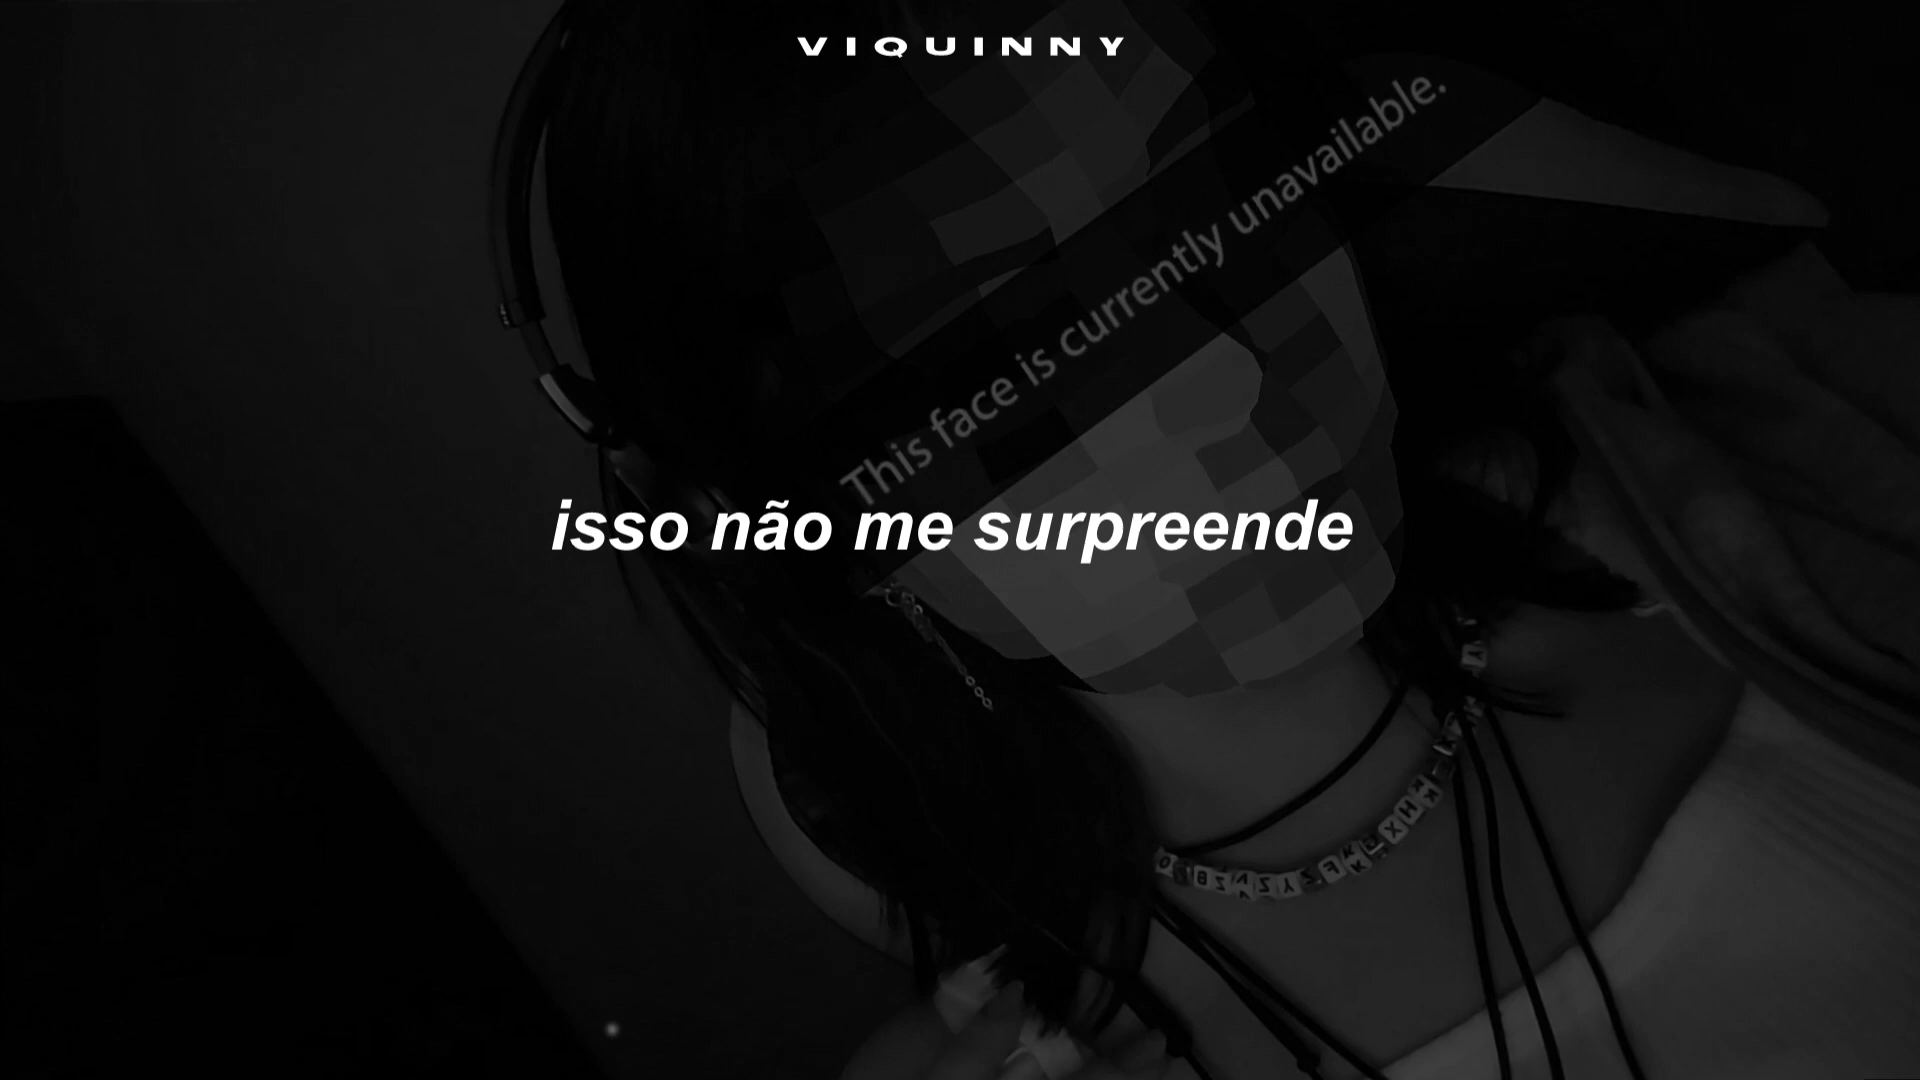 VIQUINNY
This face is currently unavailable.
isso não me surpreende